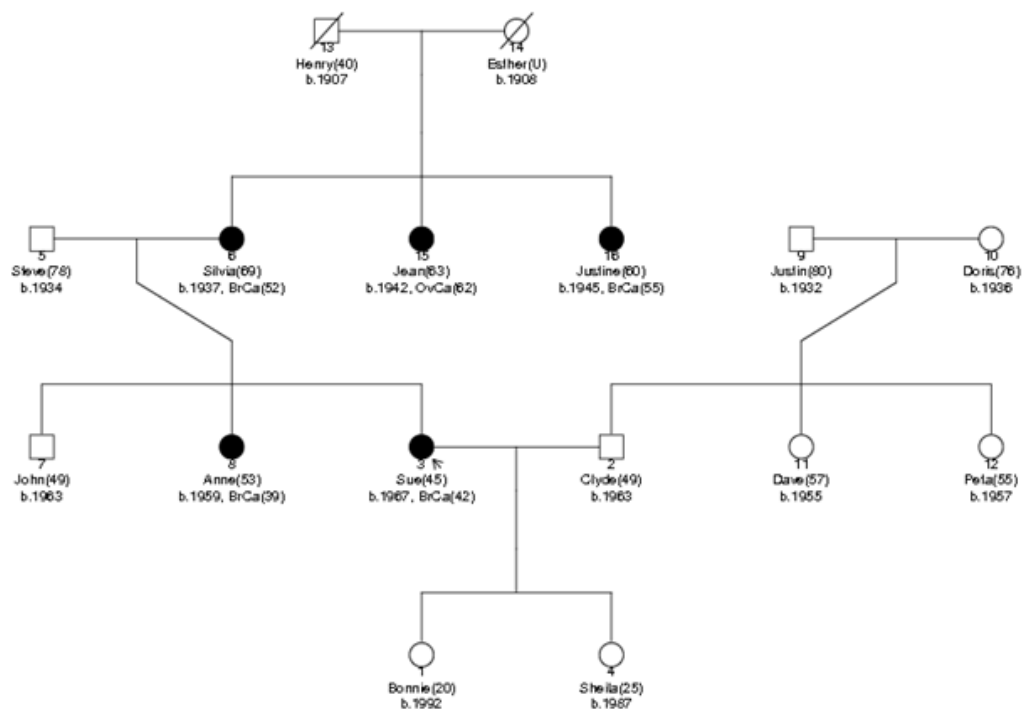 13 14
Henry(40) Esther(U)
b.1907 b.1908
5 6 15 16 9 10
Steve(78) Silvia(69) Jean(63) Justine(60) Justin(80) Doris(76)
b.1934 b.1937, BrCa(52) b.1942, OvCa(62) b.1945, BrCa(55) b.1932 b.1936
7 8 3 2 11 12
John(49) Anne(53) Sue(45) Clyde(49) Dave(57) Peta(55)
b.1963 b.1959, BrCa(39) b.1967, BrCa(42) b.1963 b.1955 b.1957
1 4
Bonnie(20) Sheila(25)
b.1992 b.1987